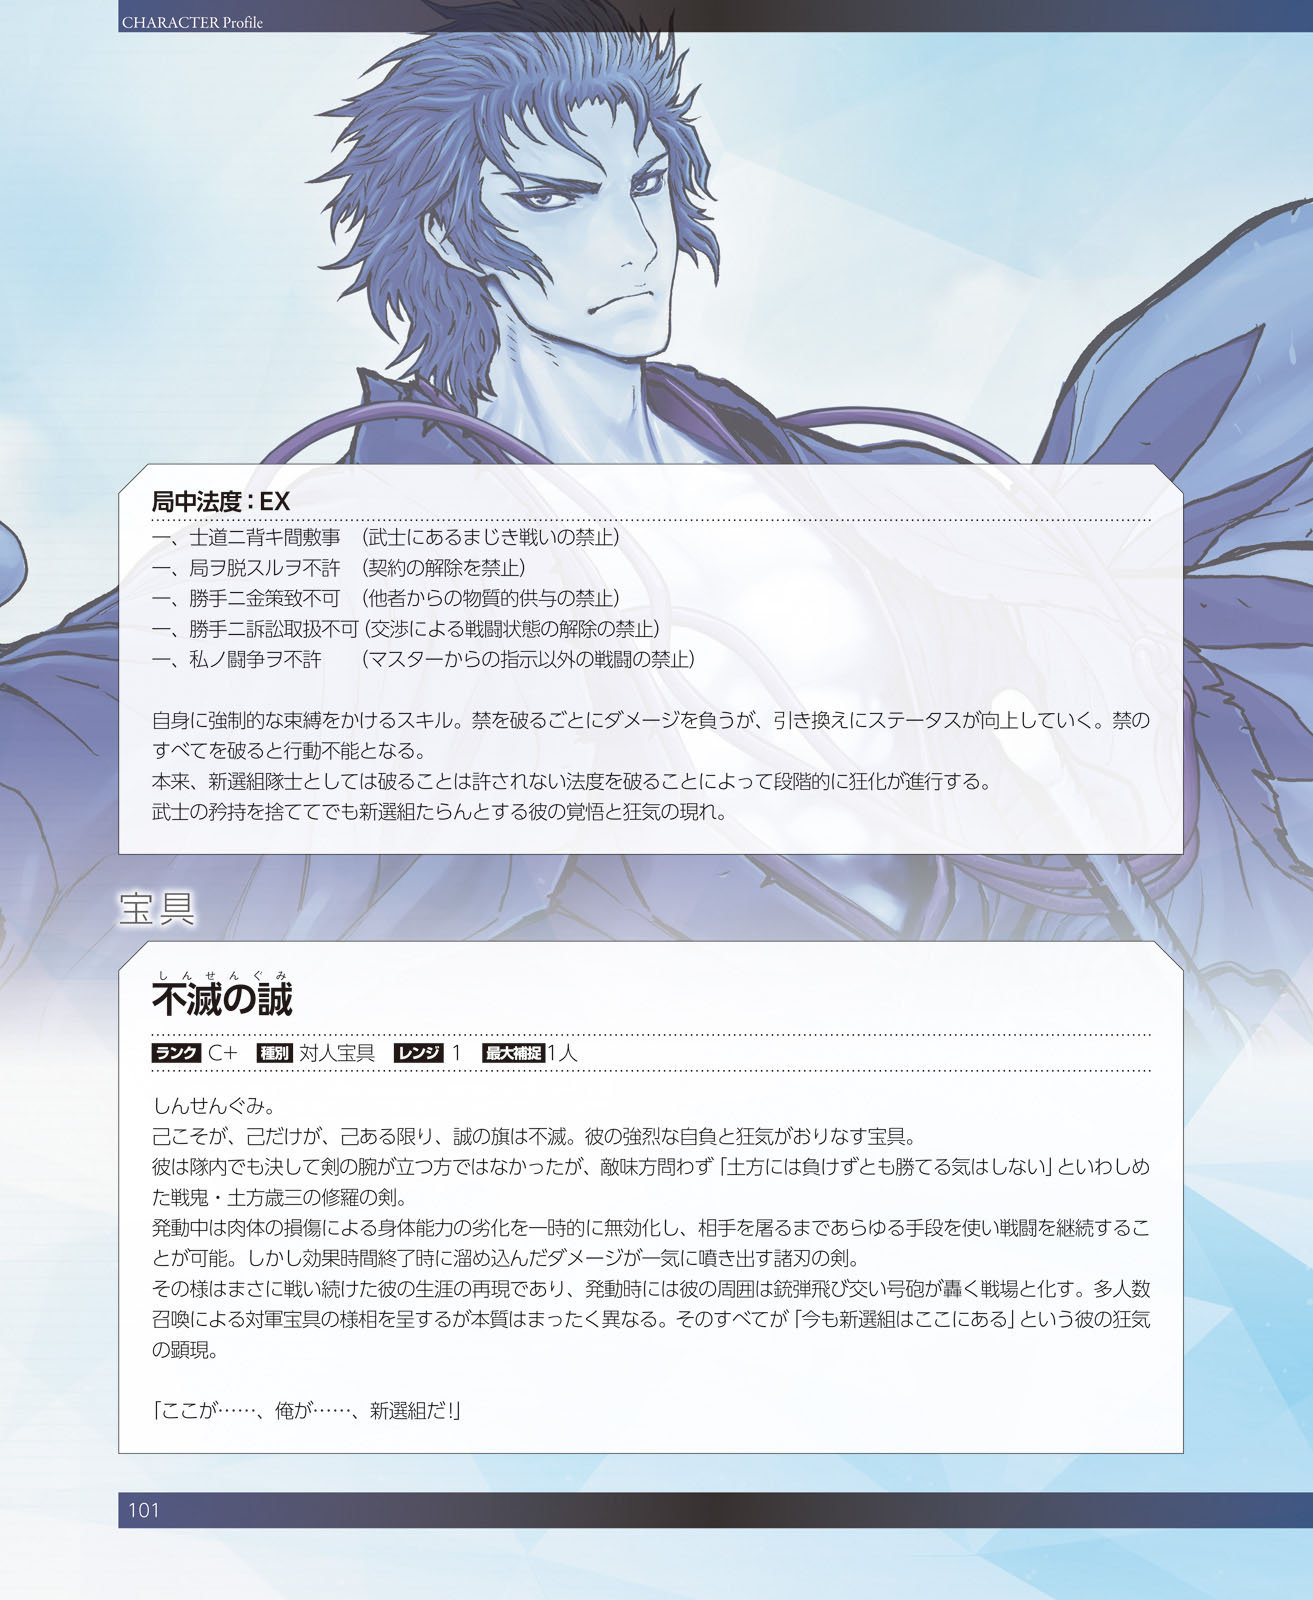 CHARACTER Profile
局中法度：EX
一、士道ニ背キ間敷事　（武士にあるまじき戦いの禁止）
一、局ヲ脱スルヲ不許　（契約の解除を禁止）
一、勝手ニ金策致不可　（他者からの物質的供与の禁止）
一、勝手ニ訴訟取扱不可（交渉による戦闘状態の解除の禁止）
一、私ノ闘争ヲ不許　　（マスターからの指示以外の戦闘の禁止）
自身に強制的な束縛をかけるスキル。禁を破るごとにダメージを負うが、引き換えにステータスが向上していく。禁の
すべてを破ると行動不能となる。
本来、新選組隊士としては破ることは許されない法度を破ることによって段階的に狂化が進行する。
武士の矜持を捨ててでも新選組たらんとする彼の覚悟と狂気の現れ。
宝具
しんせんぐみ
不滅の誠
ランク C+　種別 対人宝具　レンジ 1　最大補捉 1人
しんせんぐみ。
己こそが、己だけが、己ある限り、誠の旗は不滅。彼の強烈な自負と狂気がおりなす宝具。
彼は隊内でも決して剣の腕が立つ方ではなかったが、敵味方問わず「土方には負けずとも勝てる気はしない」といわしめ
た戦鬼・土方歳三の修羅の剣。
発動中は肉体の損傷による身体能力の劣化を一時的に無効化し、相手を屠るまであらゆる手段を使い戦闘を継続するこ
とが可能。しかし効果時間終了時に溜め込んだダメージが一気に噴き出す諸刃の剣。
その様はまさに戦い続けた彼の生涯の再現であり、発動時には彼の周囲は銃弾飛び交い号砲が轟く戦場と化す。多人数
召喚による対軍宝具の様相を呈するが本質はまったく異なる。そのすべてが「今も新選組はここにある」という彼の狂気
の顕現。
「ここが……、俺が……、新選組だ！」
101